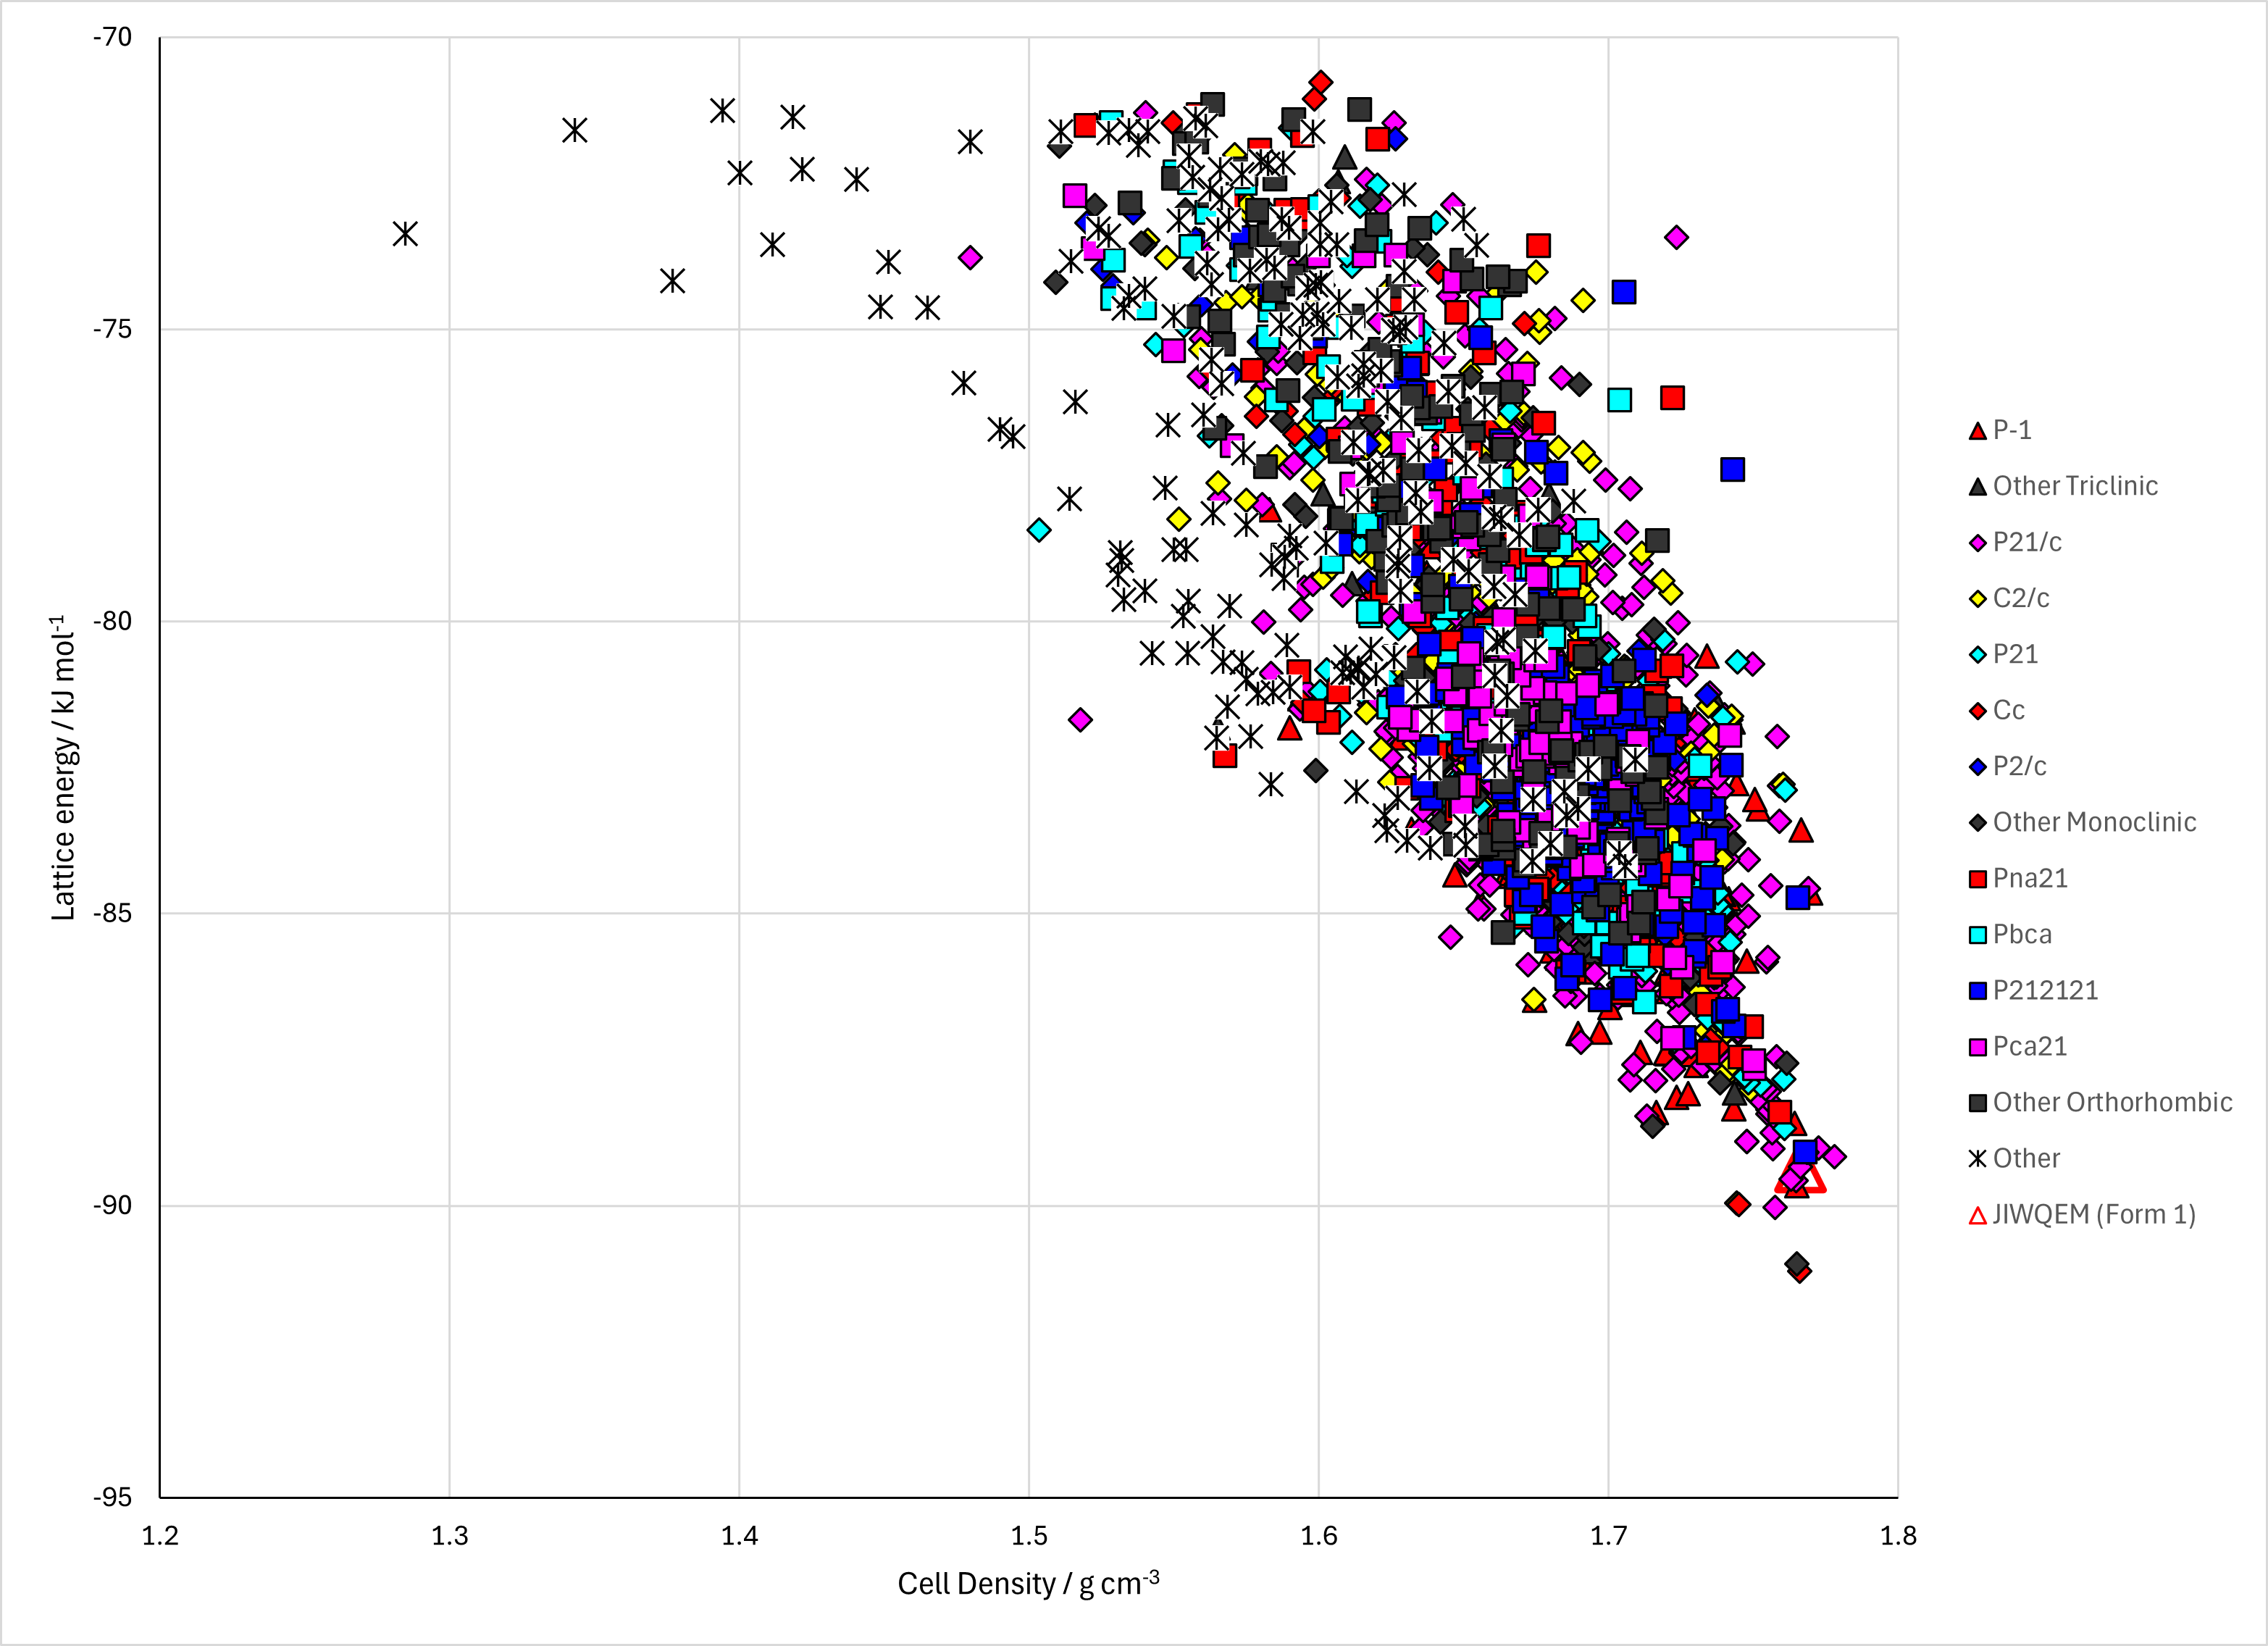 -70
-75
-80
-85
-90
-95
Lattice energy / kJ mol-1
1.2 1.3 1.4 1.5 1.6 1.7 1.8
Cell Density / g cm-3
P-1
Other Triclinic
P21/c
C2/c
P21
Cc
P2/c
Other Monoclinic
Pna21
Pbca
P212121
Pca21
Other Orthorhombic
Other
JIWQEM (Form 1)